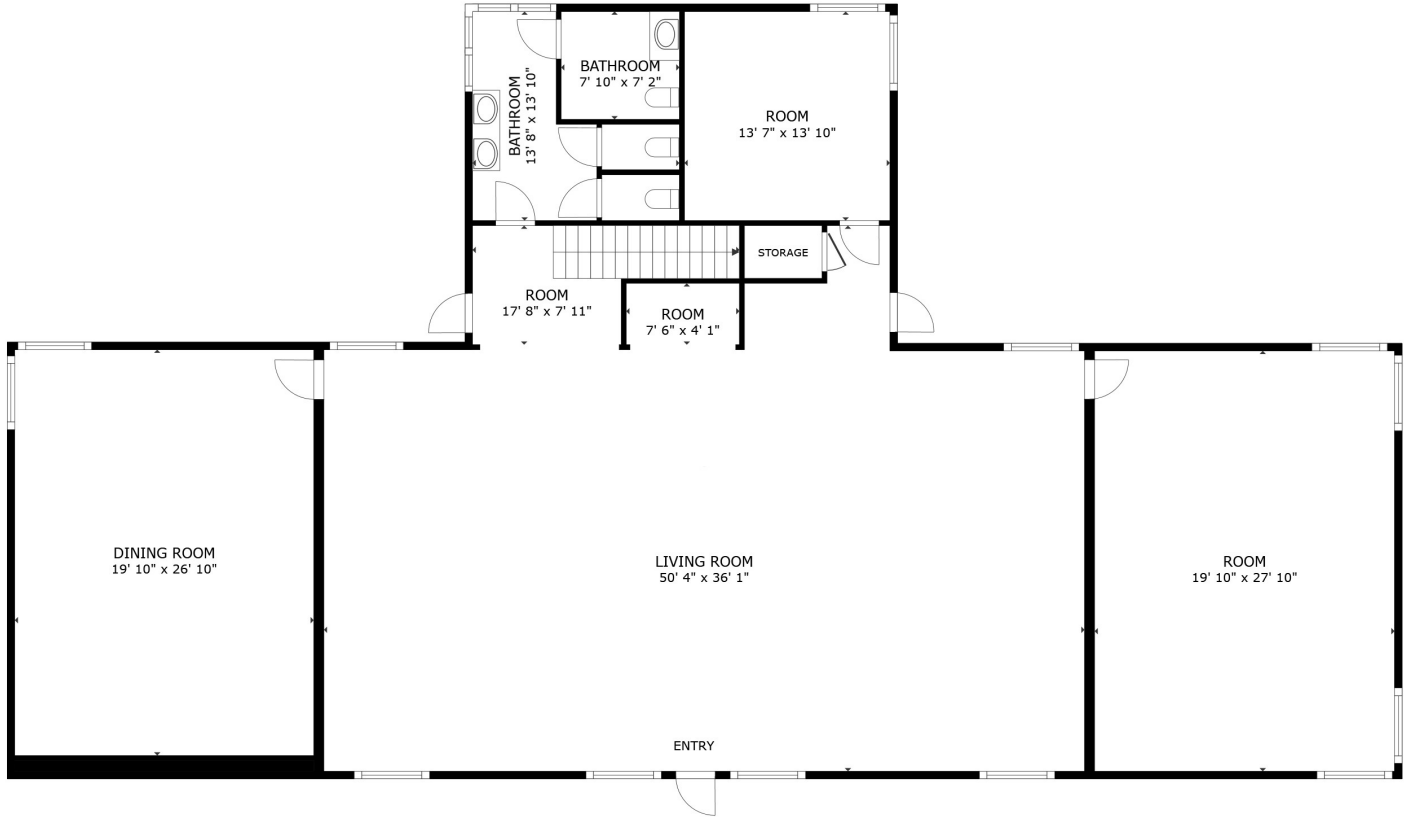 BATHROOM
7' 10" x 7' 2"
BATHROOM
13' 8" x 13' 10"
ROOM
13' 7" x 13' 10"
STORAGE
ROOM
17' 8" x 7' 11"
ROOM
7' 6" x 4' 1"
DINING ROOM
19' 10" x 26' 10"
LIVING ROOM
50' 4" x 36' 1"
ROOM
19' 10" x 27' 10"
ENTRY